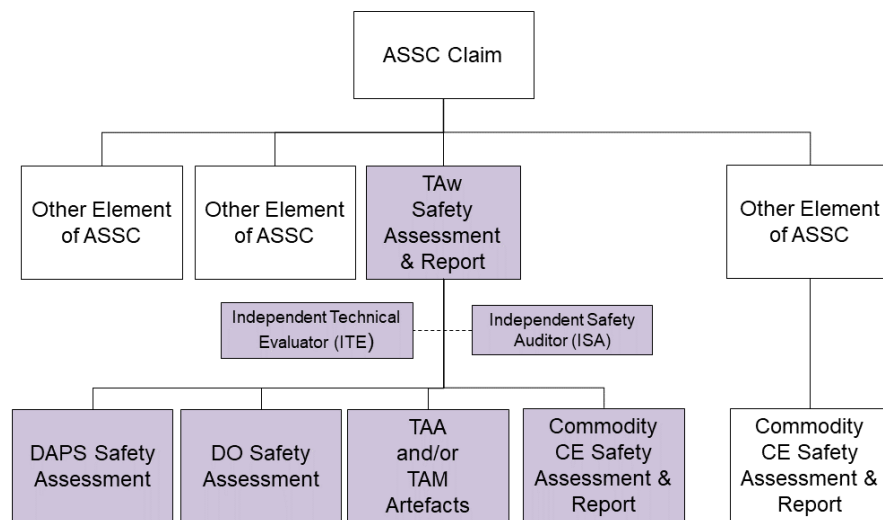 ASSC Claim
Other Element
of ASSC
Other Element
of ASSC
TAw
Safety
Assessment
& Report
Other Element
of ASSC
Independent Technical
Evaluator (ITE)
Independent Safety
Auditor (ISA)
DAPS Safety
Assessment
DO Safety
Assessment
TAA
and/or
TAM
Artefacts
Commodity
CE Safety
Assessment &
Report
Commodity
CE Safety
Assessment &
Report